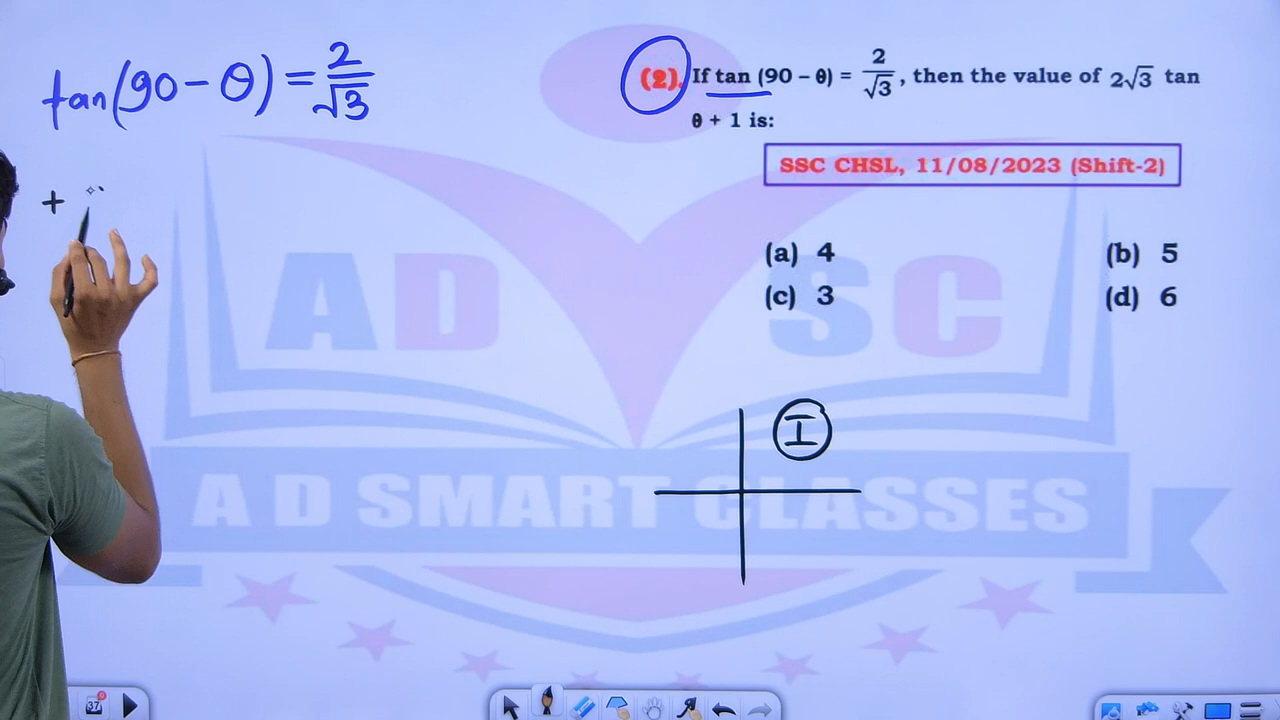 tan(90 - θ) = 2/√3
+
(2). If tan (90 – θ) = 2/√3, then the value of 2√3 tan
θ + 1 is:
SSC CHSL, 11/08/2023 (Shift-2)
(a) 4 (b) 5
(c) 3 (d) 6
I
AD SC
A D SMART CLASSES
37